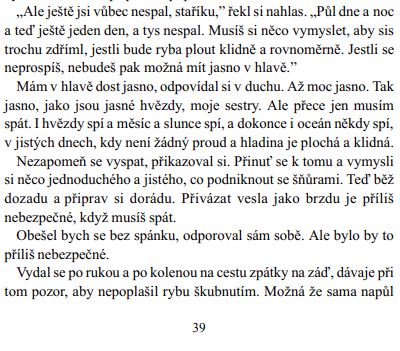 „Ale ještě jsi vůbec nespal, staříku,” řekl si nahlas. „Půl dne a noc
a teď ještě jeden den, a tys nespal. Musíš si něco vymyslet, aby sis
trochu zdříml, jestli bude ryba plout klidně a rovnoměrně. Jestli se
neprospíš, nebudeš pak možná mít jasno v hlavě.”
Mám v hlavě dost jasno, odpovídal si v duchu. Až moc jasno. Tak
jasno, jako jsou jasné hvězdy, moje sestry. Ale přece jen musím
spát. I hvězdy spí a měsíc a slunce spí, a dokonce i oceán někdy spí,
v jistých dnech, kdy není žádný proud a hladina je plochá a klidná.
Nezapomeň se vyspat, přikazoval si. Přinuť se k tomu a vymysli
si něco jednoduchého a jistého, co podniknout se šňůrami. Teď běž
dozadu a připrav si dorádu. Přivázat vesla jako brzdu je příliš
nebezpečné, když musíš spát.
Obešel bych se bez spánku, odporoval sám sobě. Ale bylo by to
příliš nebezpečné.
Vydal se po rukou a po kolenou na cestu zpátky na záď, dávaje při
tom pozor, aby nepoplašil rybu škubnutím. Možná že sama napůl
39